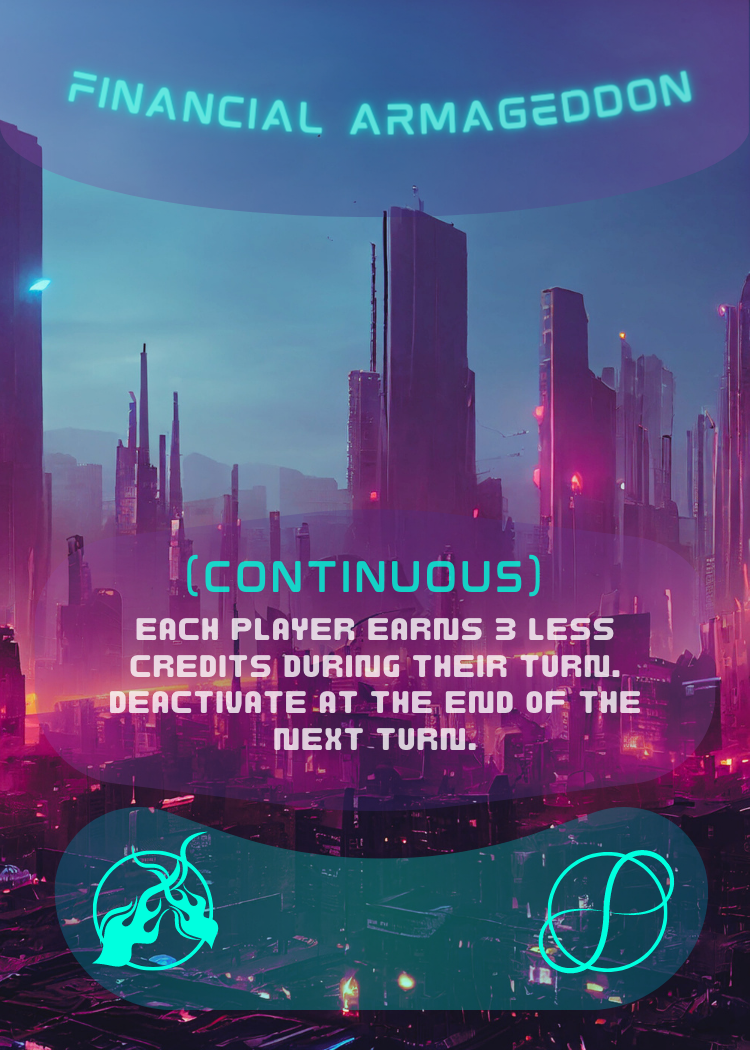 FINANCIAL ARMAGEDDON
(CONTINUOUS)
EACH PLAYER EARNS 3 LESS
CREDITS DURING THEIR TURN.
DEACTIVATE AT THE END OF THE
NEXT TURN.